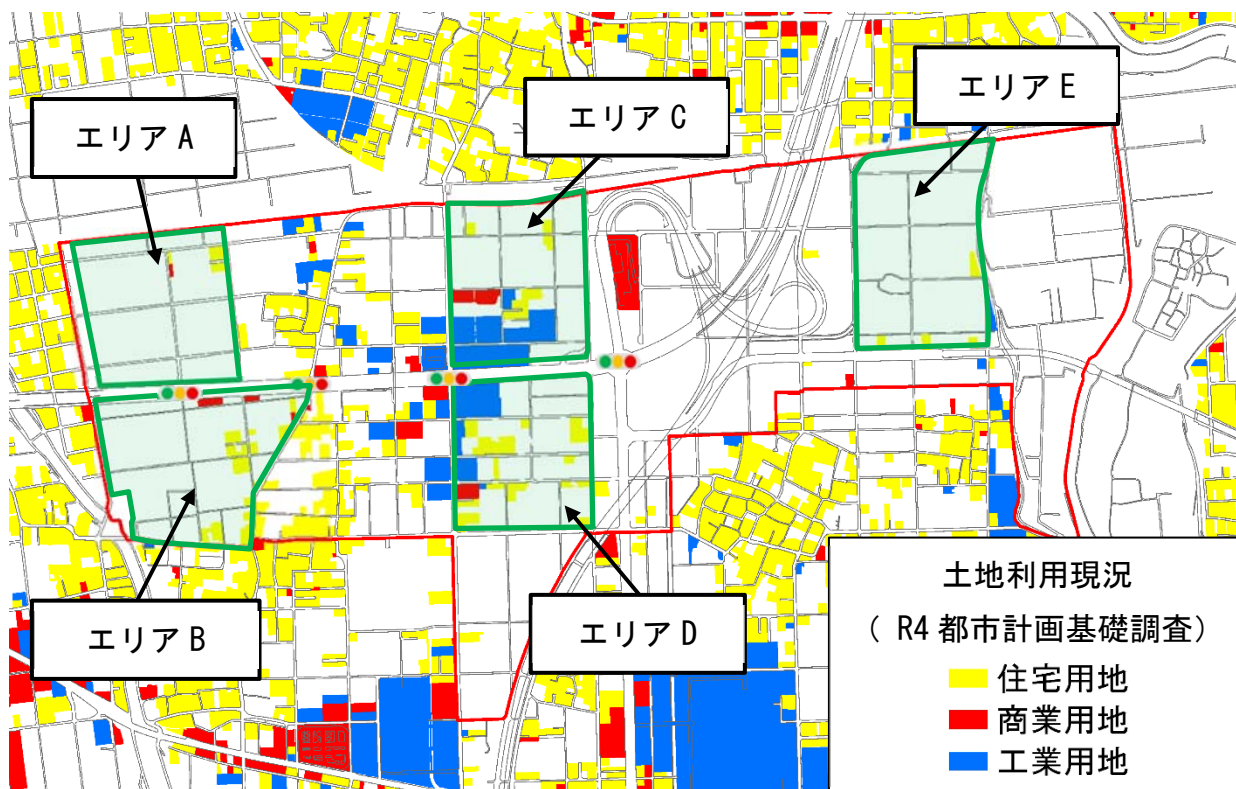 エリアA
エリアC
エリアE
エリアB
エリアD
土地利用現況
( R4都市計画基礎調査)
住宅用地
商業用地
工業用地